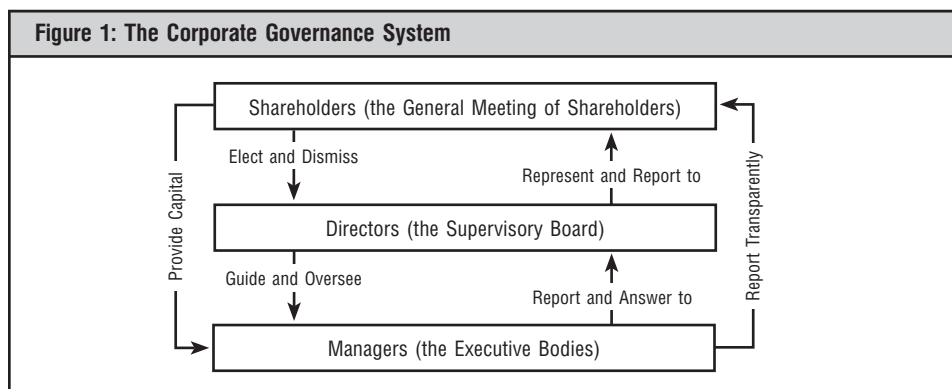 Figure 1: The Corporate Governance System
Shareholders (the General Meeting of Shareholders)
Provide Capital
Elect and Dismiss
Represent and Report to
Report Transparently
Directors (the Supervisory Board)
Guide and Oversee
Report and Answer to
Managers (the Executive Bodies)